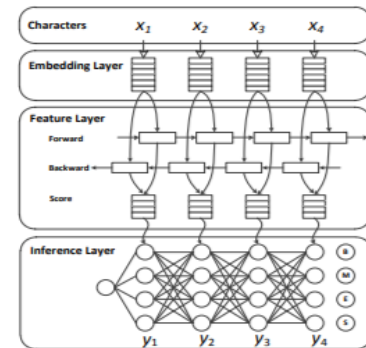 Characters x1 x2 x3 x4
Embedding Layer
Feature Layer
Forward
Backward
Score
Inference Layer
B
M
E
S
y1 y2 y3 y4